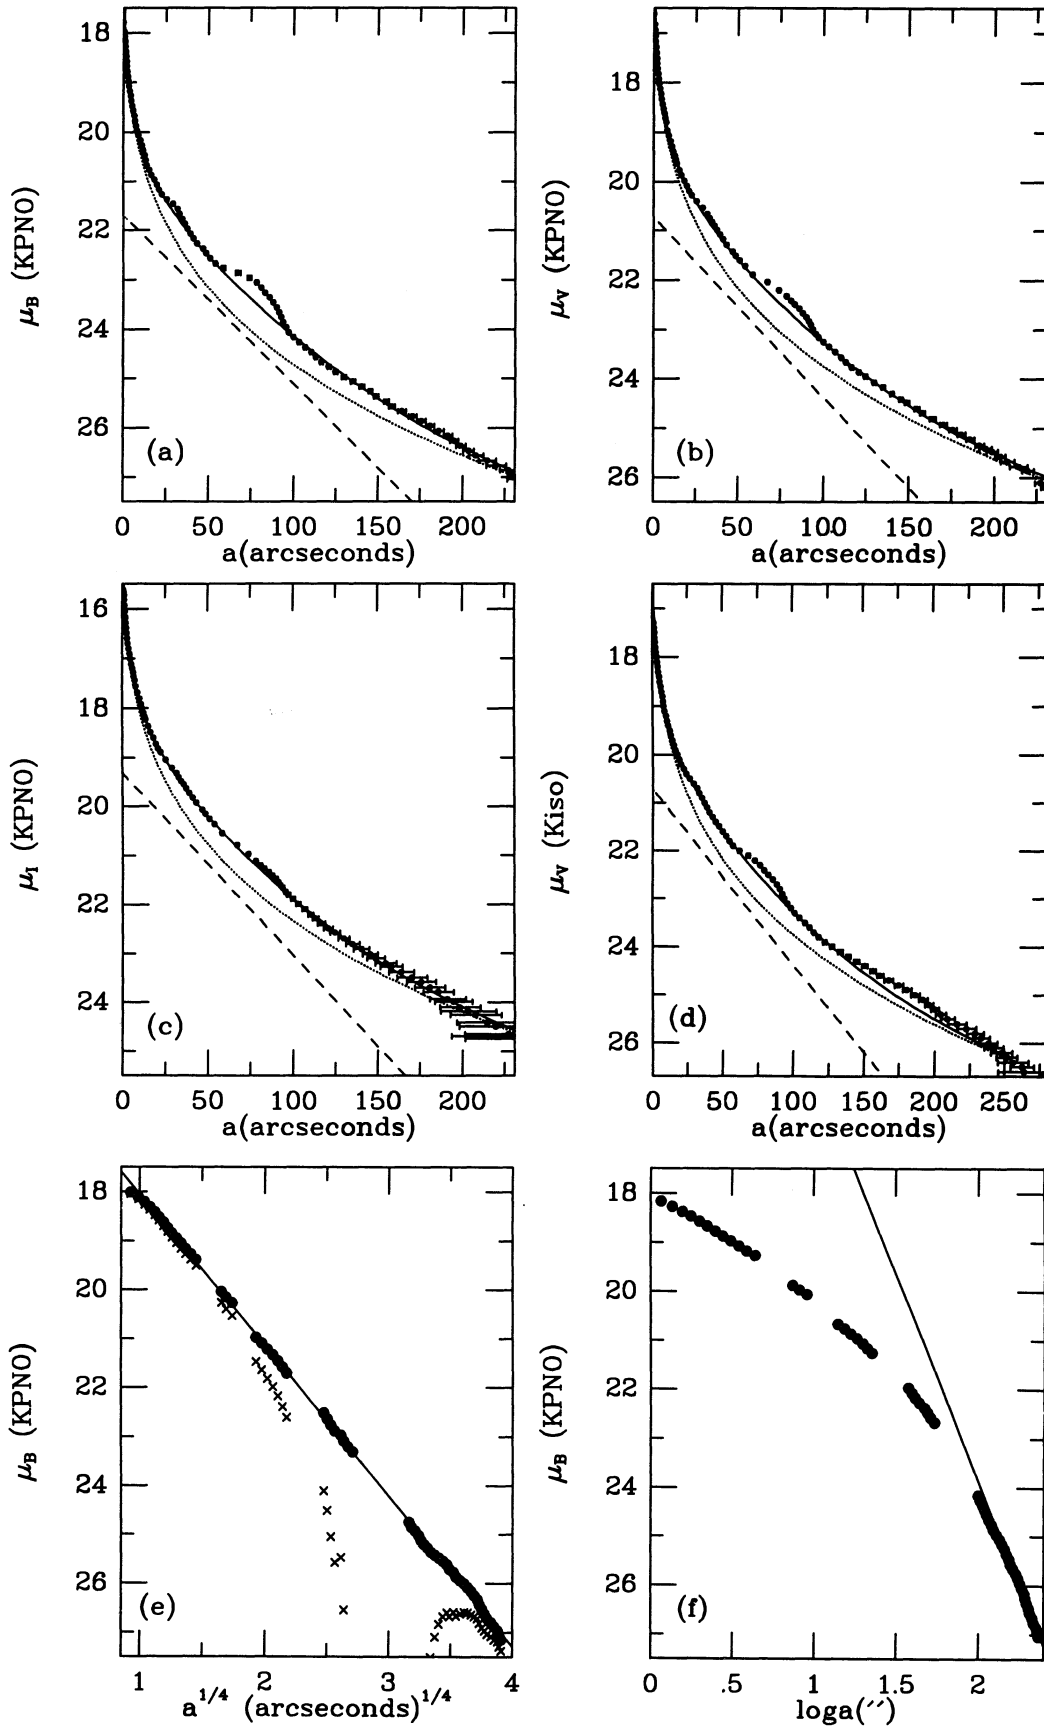 18
20
22
24
26
μB (KPNO)
(a)
0 50 100 150 200
a(arcseconds)
18
20
22
24
26
μV (KPNO)
(b)
0 50 100 150 200
a(arcseconds)
16
18
20
22
24
μI (KPNO)
(c)
0 50 100 150 200
a(arcseconds)
18
20
22
24
26
μV (Kiso)
(d)
0 50 100 150 200 250
a(arcseconds)
18
20
22
24
26
μB (KPNO)
(e)
1 2 3 4
a^1/4 (arcseconds)^1/4
18
20
22
24
26
μB (KPNO)
(f)
0 .5 1 1.5 2
loga(′′)